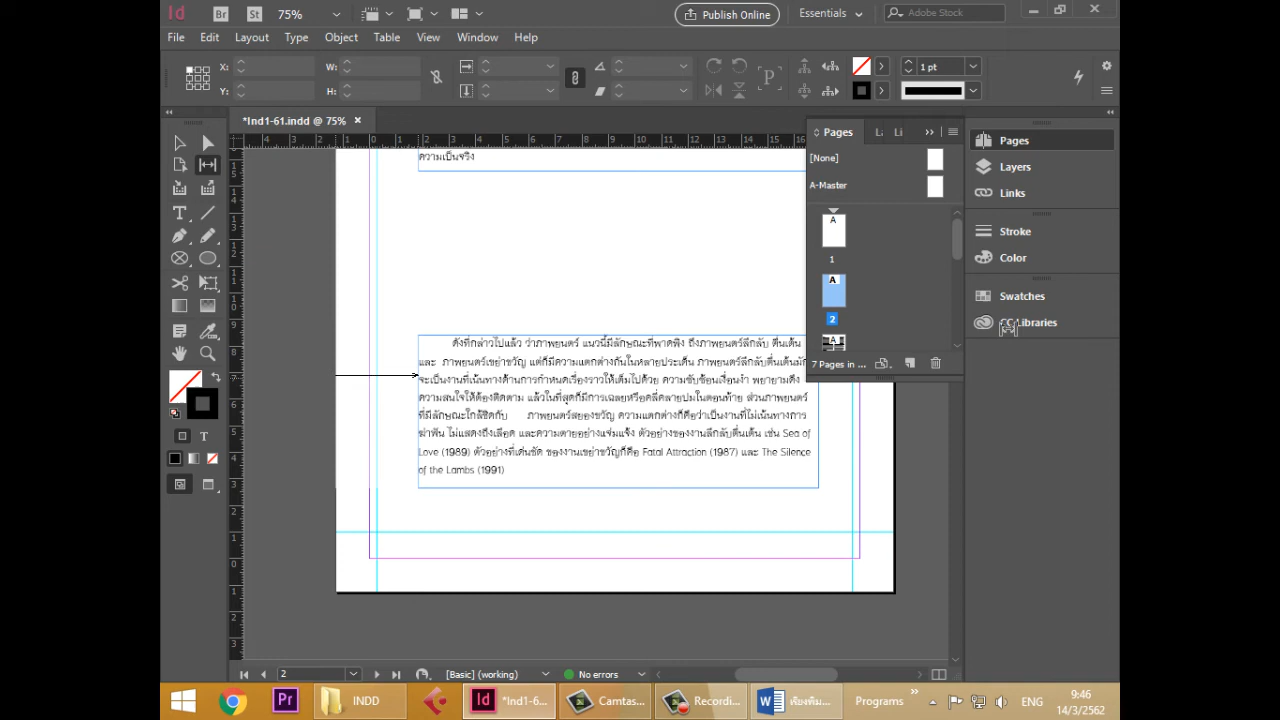 Id Br St 75% Publish Online Essentials Adobe Stock
File Edit Layout Type Object Table View Window Help
X: W: 1 pt
Y: H: P
*Ind1-61.indd @ 75% ×
Pages
Pages
[None]
Layers
A-Master
Links
ความเป็นจริง
A
1
Stroke
Color
A
2
Swatches
CC Libraries
A
7 Pages in ...
ดังที่กล่าวไปแล้ว ว่าภาพยนตร์ แนวนี้มีลักษณะที่พาดพิง ถึงภาพยนตร์ลึกลับ ตื่นเต้น
และ ภาพยนตร์เขย่าขวัญ แต่ก็มีความแตกต่างกันในหลายประเด็น ภาพยนตร์ลึกลับตื่นเต้นมัก
จะเป็นงานที่เน้นทางด้านการกำหนดเรื่องราวให้เต็มไปด้วย ความซับซ้อนเงื่อนงำ พยายามดึง
ความสนใจให้ต้องติดตาม แล้วในที่สุดก็มีการเฉลยหรือคลี่คลายปมในตอนท้าย ส่วนภาพยนตร์
ที่มีลักษณะใกล้ชิดกับ ภาพยนตร์สยองขวัญ ความแตกต่างก็คือว่าเป็นงานที่ไม่เน้นทางการ
ฆ่าฟัน ไม่แสดงถึงเลือด และความตายอย่างแจ่มแจ้ง ตัวอย่างของงานลึกลับตื่นเต้น เช่น Sea of
Love (1989) ตัวอย่างที่เด่นชัด ของงานเขย่าขวัญก็คือ Fatal Attraction (1987) และ The Silence
of the Lambs (1991)
2 [Basic] (working) No errors
Pr INDD Id *Ind1-6... Camtas... Recordi... Programs ENG 9:46
14/3/2562